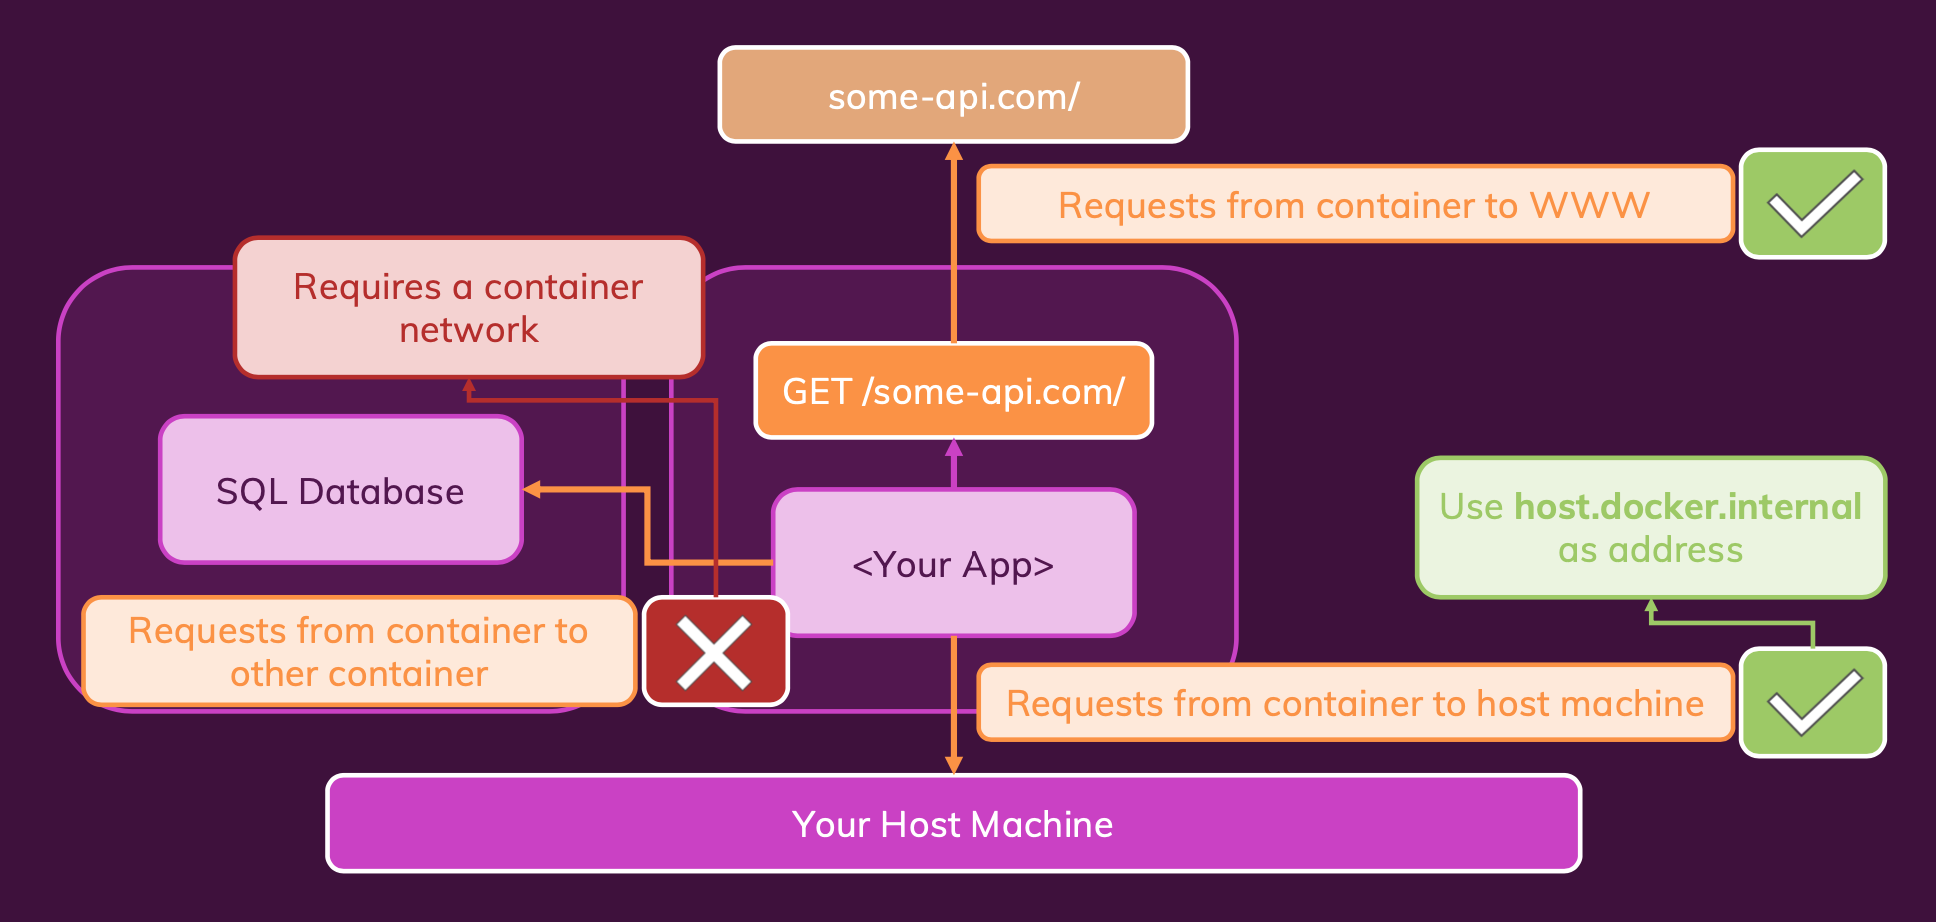 some-api.com/
Requests from container to WWW
Requires a container
network
GET /some-api.com/
SQL Database
<Your App>
Use host.docker.internal
as address
Requests from container to
other container
Requests from container to host machine
Your Host Machine